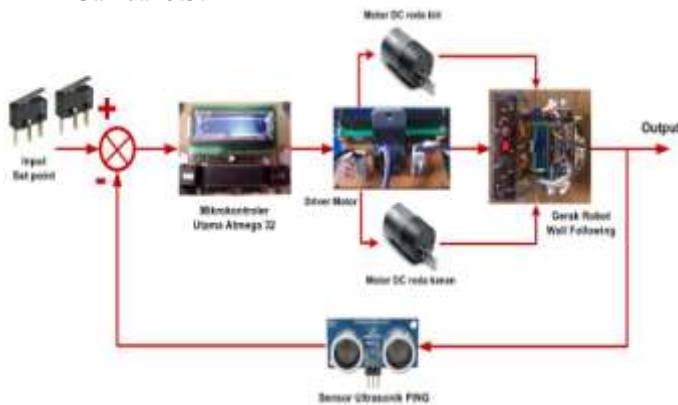 Motor DC roda kiri
+
Input
Set point
-
Mikrokontroler
Utama Atmega 32
Driver Motor
Output
Gerak Robot
Wall Following
Motor DC roda kanan
Sensor Ultrasonik PING